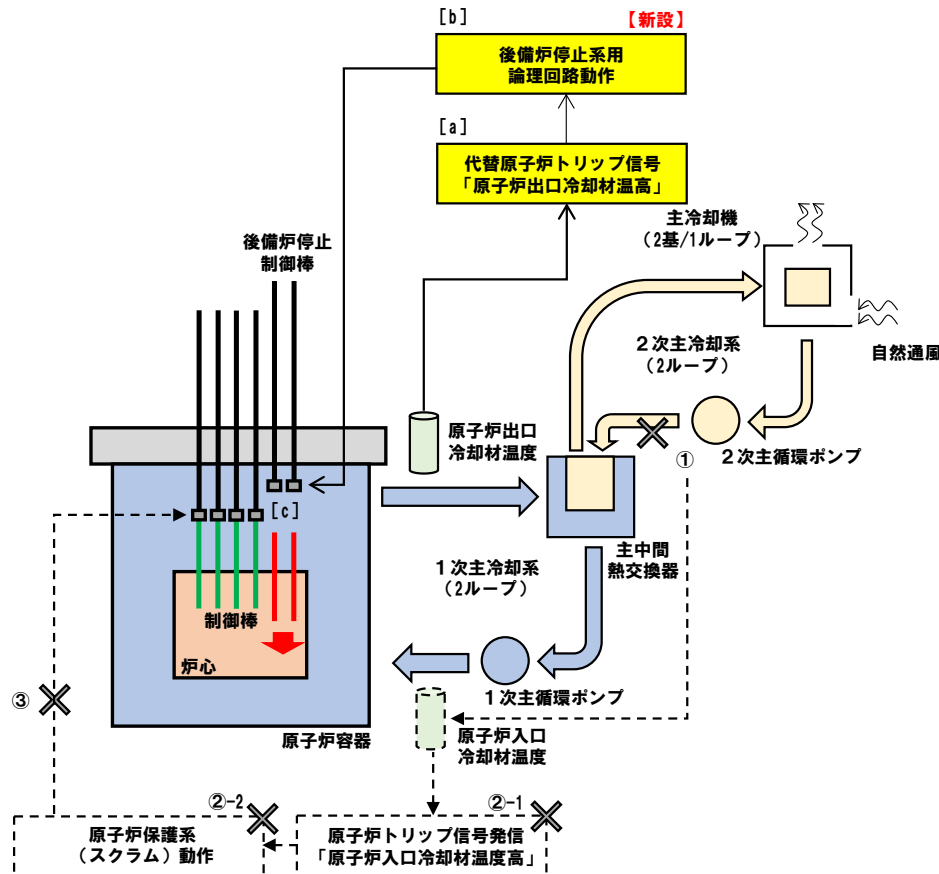 [b]
【新設】
後備炉停止系用
論理回路動作
[a]
代替原子炉トリップ信号
「原子炉出口冷却材温高」
主冷却機
（2基/1ループ）
後備炉停止
制御棒
２次主冷却系
（2ループ）
自然通風
原子炉出口
冷却材温度
①
２次主循環ポンプ
[c]
１次主冷却系
（2ループ）
主中間
熱交換器
制御棒
炉心
③
１次主循環ポンプ
原子炉容器
原子炉入口
冷却材温度
②-2
②-1
原子炉保護系
（スクラム）動作
原子炉トリップ信号発信
「原子炉入口冷却材温度高」